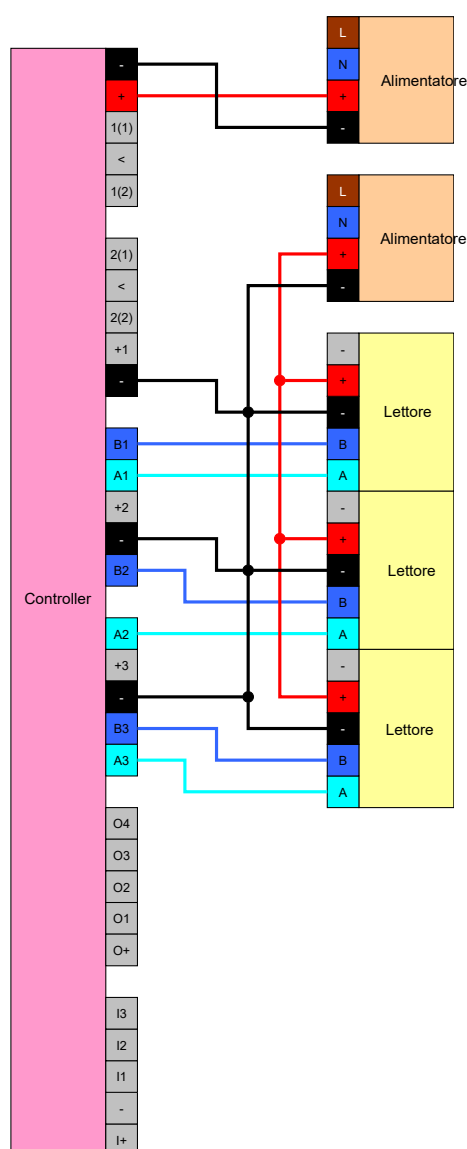 Controller
-
+
1(1)
<
1(2)
2(1)
<
2(2)
+1
-
B1
A1
+2
-
B2
A2
+3
-
B3
A3
O4
O3
O2
O1
O+
I3
I2
I1
-
I+
L
N
+
-
Alimentatore
L
N
+
-
Alimentatore
-
+
-
B
A
Lettore
-
+
-
B
A
Lettore
-
+
-
B
A
Lettore